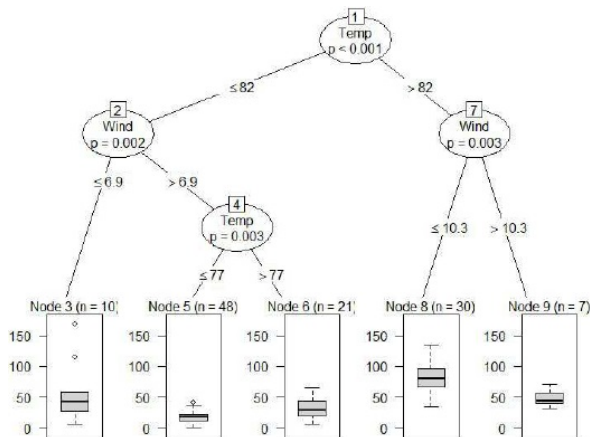 1
Temp
p < 0.001
≤ 82
> 82
2
Wind
p = 0.002
7
Wind
p = 0.003
≤ 6.9
> 6.9
4
Temp
p = 0.003
≤ 10.3
> 10.3
≤ 77
> 77
Node 3 (n = 10)
Node 5 (n = 48)
Node 6 (n = 21)
Node 8 (n = 30)
Node 9 (n = 7)
150
100
50
0
150
100
50
0
150
100
50
0
150
100
50
0
150
100
50
0